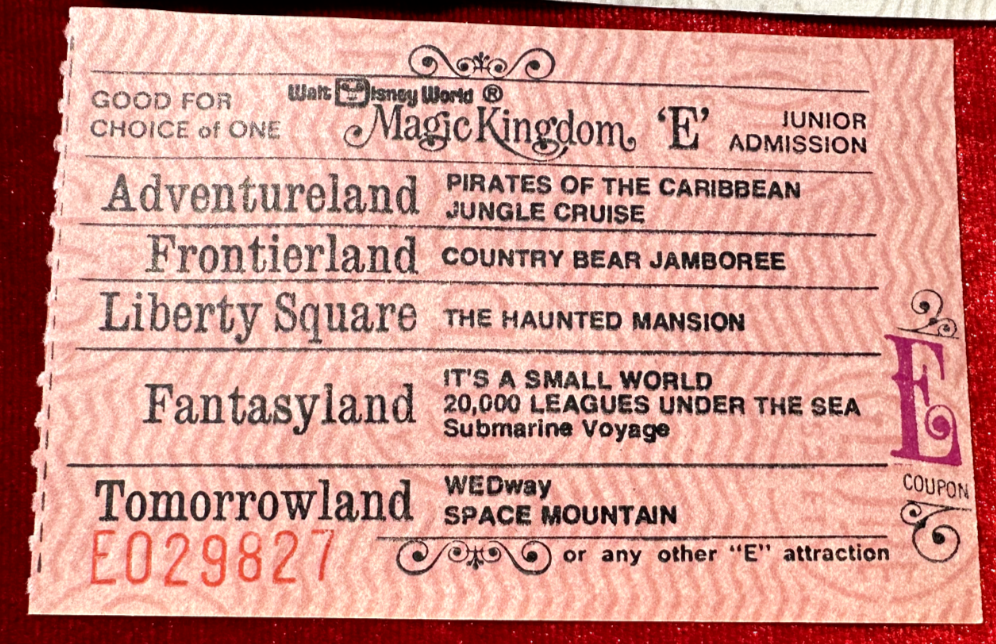 GOOD FOR
CHOICE of ONE
Walt Disney World ®
Magic Kingdom
'E'
JUNIOR
ADMISSION
Adventureland
PIRATES OF THE CARIBBEAN
JUNGLE CRUISE
Frontierland
COUNTRY BEAR JAMBOREE
Liberty Square
THE HAUNTED MANSION
Fantasyland
IT'S A SMALL WORLD
20,000 LEAGUES UNDER THE SEA
Submarine Voyage
Tomorrowland
WEDway
SPACE MOUNTAIN
E
COUPON
E029827
or any other "E" attraction